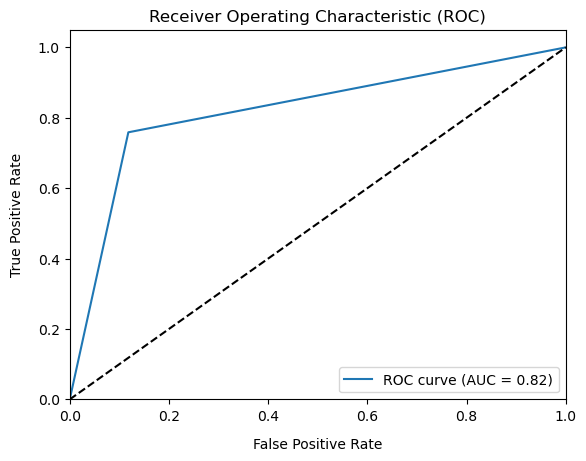 Receiver Operating Characteristic (ROC)
True Positive Rate
1.0
0.8
0.6
0.4
0.2
0.0
0.0 0.2 0.4 0.6 0.8 1.0
False Positive Rate
ROC curve (AUC = 0.82)